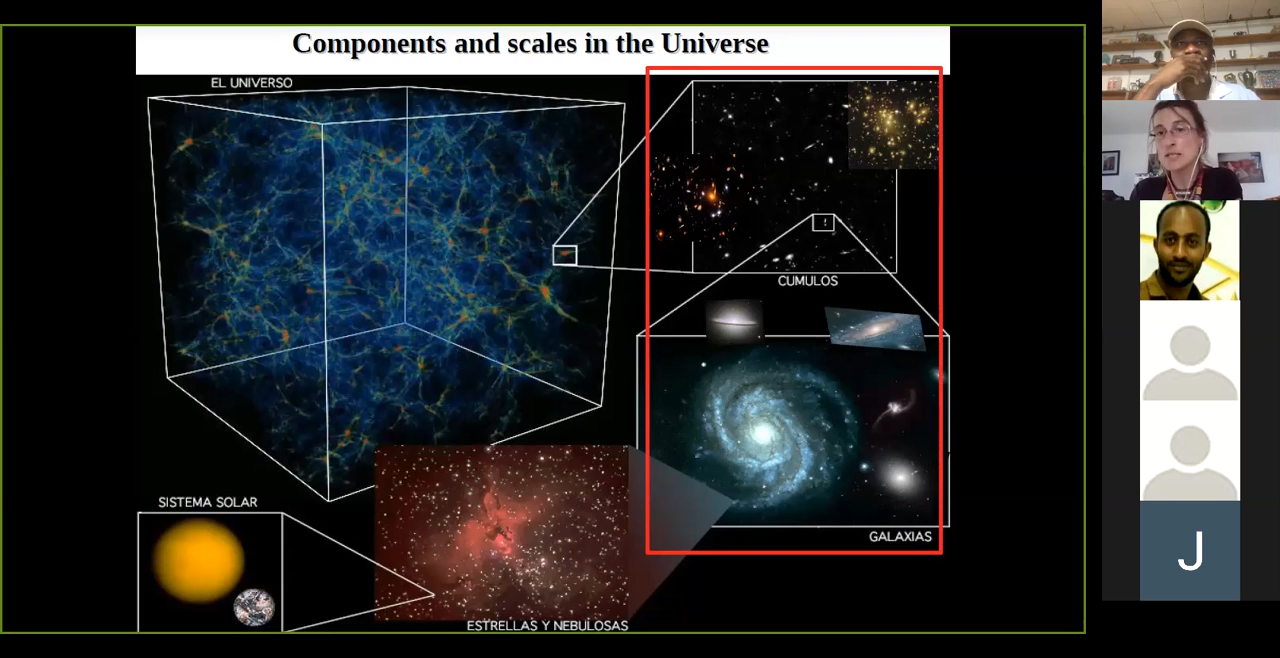 Components and scales in the Universe
EL UNIVERSO
CUMULOS
GALAXIAS
SISTEMA SOLAR
ESTRELLAS Y NEBULOSAS
J